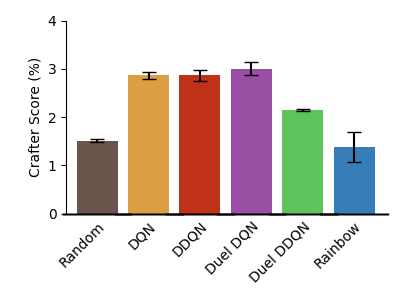 Crafter Score (%)
4
3
2
1
0
Random
DQN
DDQN
Duel DQN
Duel DDQN
Rainbow